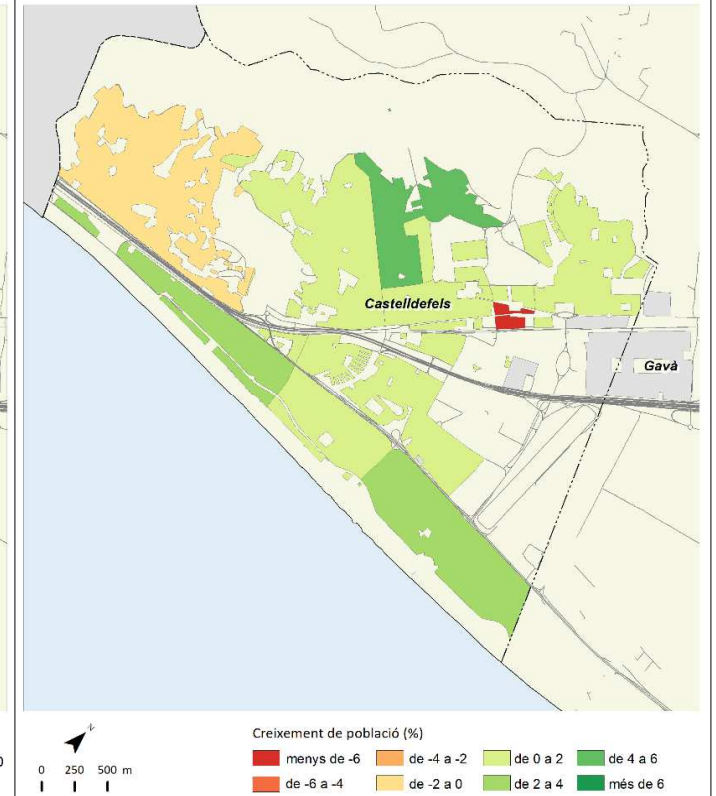 Castelldefels
Gavà
N
0 250 500 m
0
Creixement de població (%)
menys de -6
de -4 a -2
de 0 a 2
de 4 a 6
de -6 a -4
de -2 a 0
de 2 a 4
més de 6